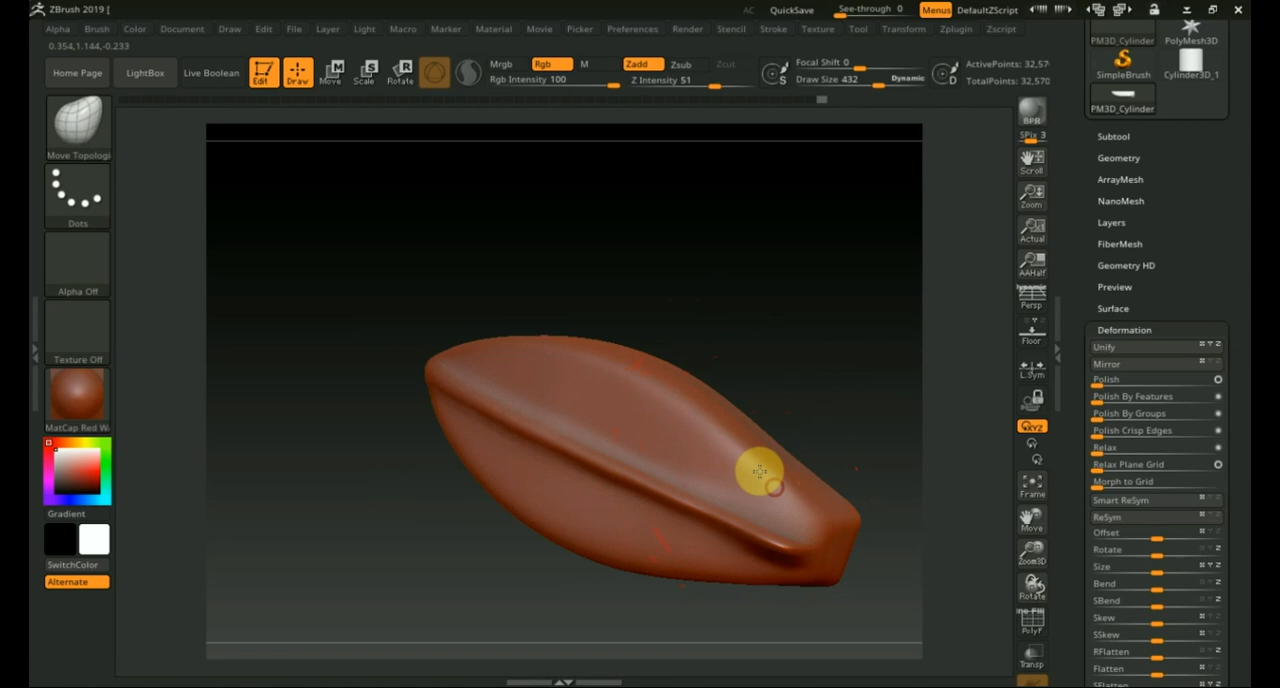 ZBrush 2019 [
AC QuickSave See-through 0 Menus DefaultZScript
Alpha Brush Color Document Draw Edit File Layer Light Macro Marker Material Movie Picker Preferences Render Stencil Stroke Texture Tool Transform Zplugin Zscript
0.354,1.144,-0.233
Home Page LightBox Live Boolean Edit Draw Move Scale Rotate
Mrgb Rgb M Zadd Zsub Zcut
Rgb Intensity 100 Z Intensity 51
Focal Shift 0
Draw Size 432 Dynamic
ActivePoints: 32,57
TotalPoints: 32,570
S
D
Move Topologi
Dots
Alpha Off
Texture Off
MatCap Red W
Gradient
SwitchColor
Alternate
BPR
SPix 3
Scroll
Zoom
Actual
AAHalf
Dynamic
Persp
Floor
L.Sym
XYZ
Frame
Move
Zoom3D
Rotate
Line Fill
PolyF
Transp
PM3D_Cylinder PolyMesh3D
SimpleBrush Cylinder3D_1
PM3D_Cylinder
Subtool
Geometry
ArrayMesh
NanoMesh
Layers
FiberMesh
Geometry HD
Preview
Surface
Deformation
Unify
Mirror
Polish
Polish By Features
Polish By Groups
Polish Crisp Edges
Relax
Relax Plane Grid
Morph to Grid
Smart ReSym
ReSym
Offset
Rotate
Size
Bend
SBend
Skew
SSkew
RFlatten
Flatten
SFlatten